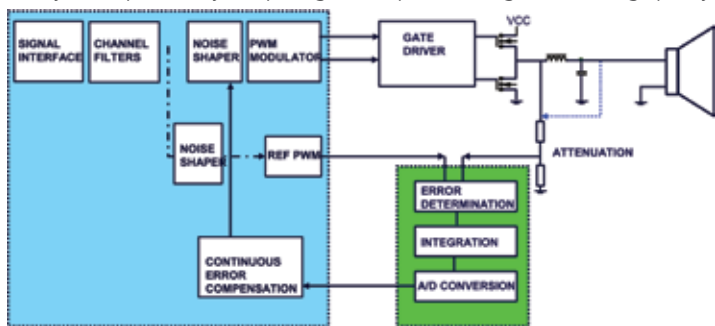 VCC
SIGNAL
INTERFACE
CHANNEL
FILTERS
NOISE
SHAPER
PWM
MODULATOR
GATE
DRIVER
NOISE
SHAPER
REF PWM
ATTENUATION
ERROR
DETERMINATION
INTEGRATION
CONTINUOUS
ERROR
COMPENSATION
A/D CONVERSION